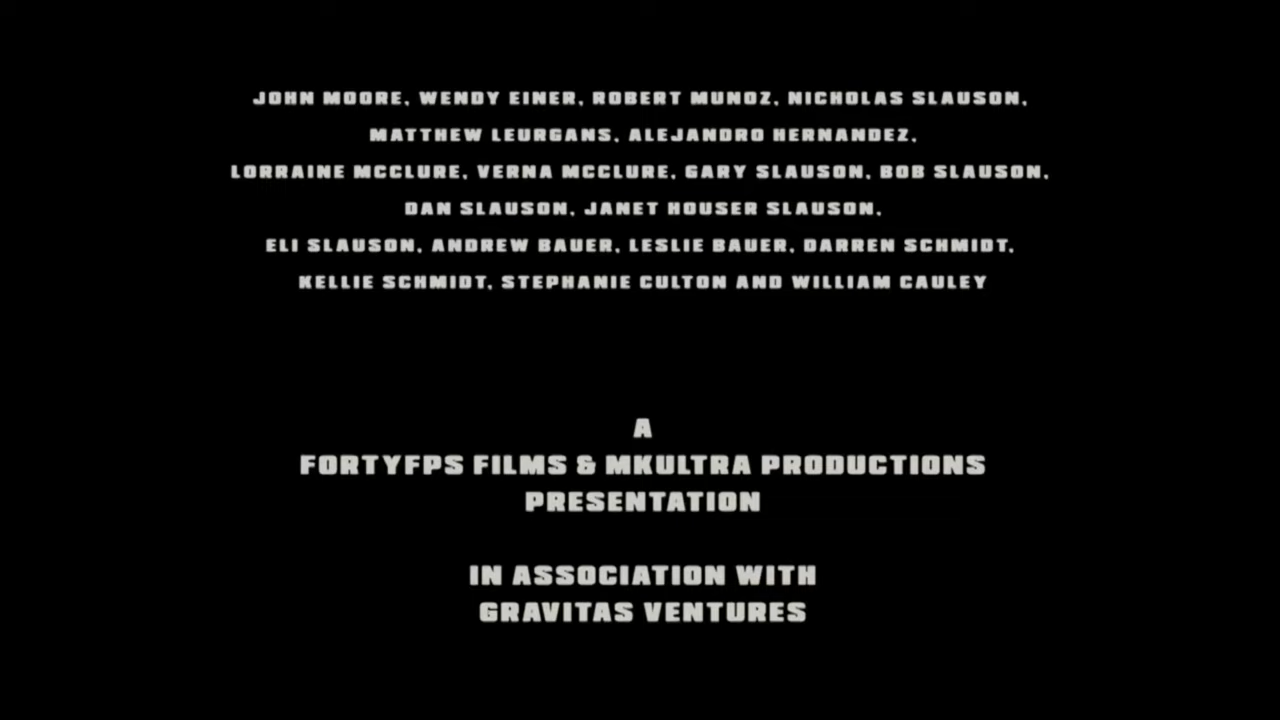 JOHN MOORE, WENDY EINER, ROBERT MUNOZ, NICHOLAS SLAUSON,
MATTHEW LEURGANS, ALEJANDRO HERNANDEZ,
LORRAINE MCCLURE, VERNA MCCLURE, GARY SLAUSON, BOB SLAUSON,
DAN SLAUSON, JANET HOUSER SLAUSON,
ELI SLAUSON, ANDREW BAUER, LESLIE BAUER, DARREN SCHMIDT,
KELLIE SCHMIDT, STEPHANIE CULTON AND WILLIAM CAULEY
A
FORTYFPS FILMS & MKULTRA PRODUCTIONS
PRESENTATION
IN ASSOCIATION WITH
GRAVITAS VENTURES